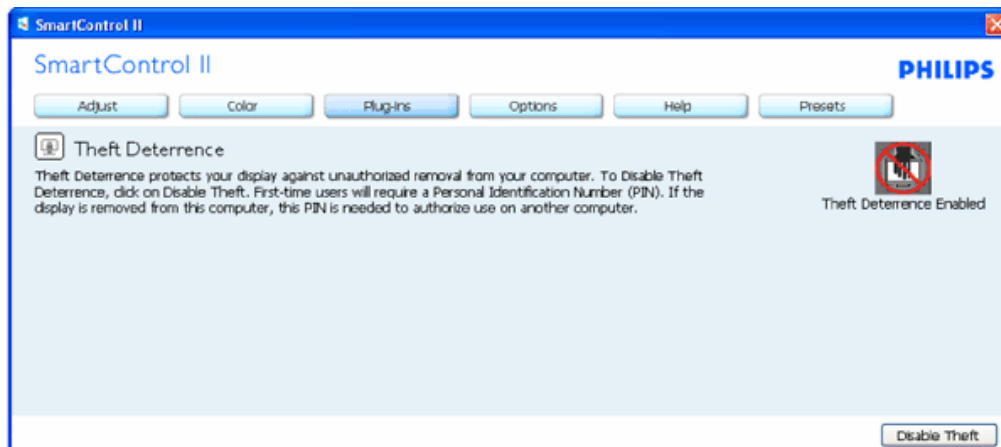 SmartControl II
SmartControl II
PHILIPS
Adjust Color Plug-Ins Options Help Presets
Theft Deterrence
Theft Deterrence protects your display against unauthorized removal from your computer. To Disable Theft
Deterrence, click on Disable Theft. First-time users will require a Personal Identification Number (PIN). If the
display is removed from this computer, this PIN is needed to authorize use on another computer.
Theft Deterrence Enabled
Disable Theft